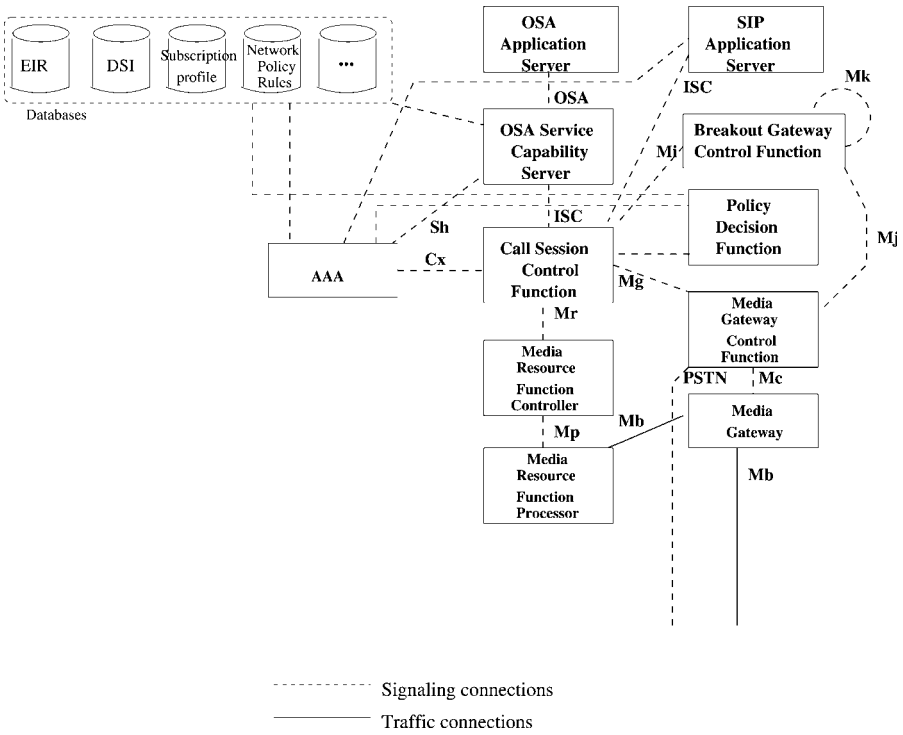 EIR
DSI
Subscription
profile
Network
Policy
Rules
...
Databases
OSA
Application
Server
SIP
Application
Server
OSA
ISC
Mk
OSA Service
Capability
Server
Mj
Breakout Gateway
Control Function
Sh
ISC
Policy
Decision
Function
Mj
AAA
Cx
Call Session
Control
Function
Mg
Mr
Media
Gateway
Control
Function
Media
Resource
Function
Controller
PSTN
Mc
Mp
Mb
Media
Gateway
Media
Resource
Function
Processor
Mb
Signaling connections
Traffic connections